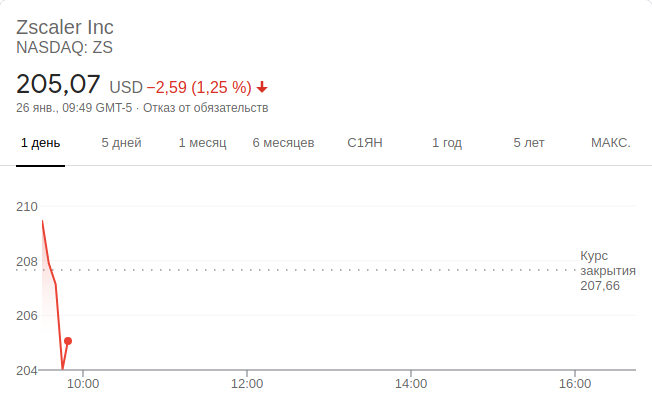 Zscaler Inc
NASDAQ: ZS
205,07 USD −2,59 (1,25 %)
26 янв., 09:49 GMT-5 · Отказ от обязательств
1 день 5 дней 1 месяц 6 месяцев С1ЯН 1 год 5 лет МАКС.
210
208
206
204
Курс
закрытия
207,66
10:00 12:00 14:00 16:00